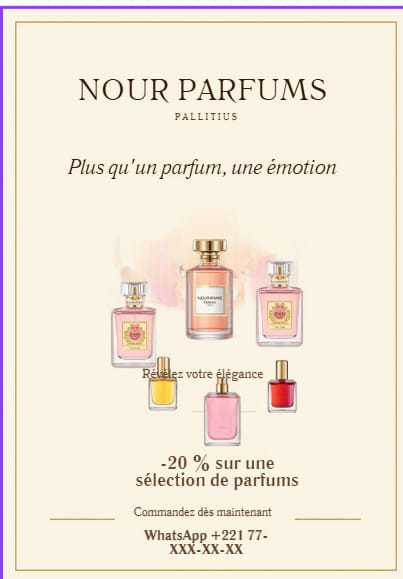 NOUR PARFUMS
PALLITIUS
Plus qu'un parfum, une émotion
Révélez votre élégance
-20 % sur une
sélection de parfums
Commandez dès maintenant
WhatsApp +221 77-
XXX-XX-XX